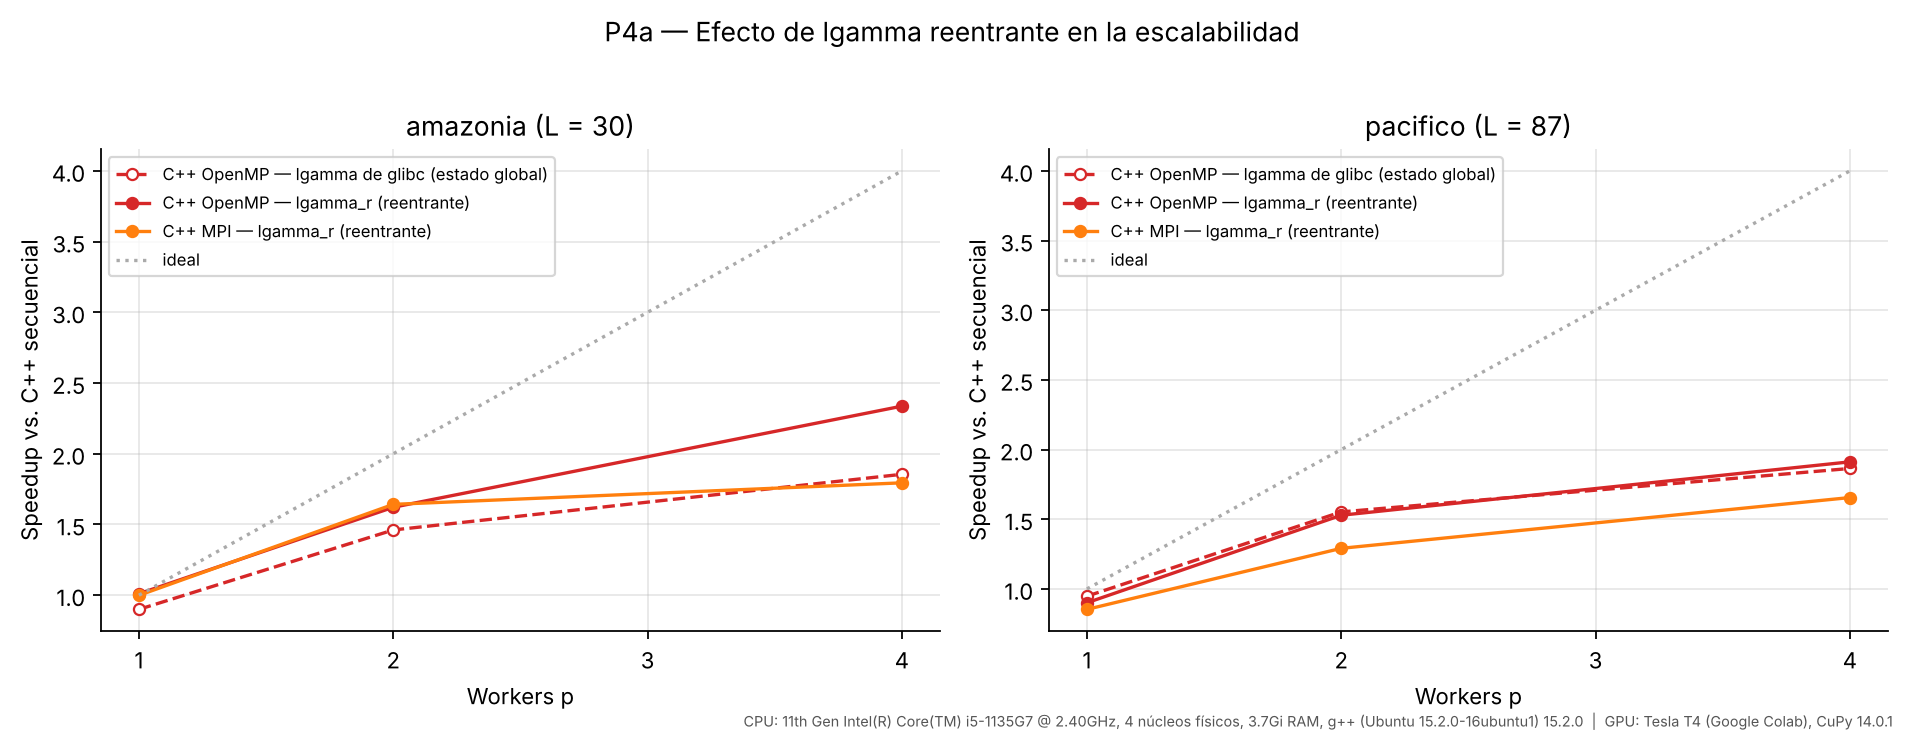 P4a — Efecto de lgamma reentrante en la escalabilidad
amazonia (L = 30)
C++ OpenMP — lgamma de glibc (estado global)
C++ OpenMP — lgamma_r (reentrante)
C++ MPI — lgamma_r (reentrante)
ideal
Speedup vs. C++ secuencial
4.0
3.5
3.0
2.5
2.0
1.5
1.0
1
2
3
4
Workers p
pacifico (L = 87)
C++ OpenMP — lgamma de glibc (estado global)
C++ OpenMP — lgamma_r (reentrante)
C++ MPI — lgamma_r (reentrante)
ideal
Speedup vs. C++ secuencial
4.0
3.5
3.0
2.5
2.0
1.5
1.0
1
2
3
4
Workers p
CPU: 11th Gen Intel(R) Core(TM) i5-1135G7 @ 2.40GHz, 4 núcleos físicos, 3.7Gi RAM, g++ (Ubuntu 15.2.0-16ubuntu1) 15.2.0 | GPU: Tesla T4 (Google Colab), CuPy 14.0.1